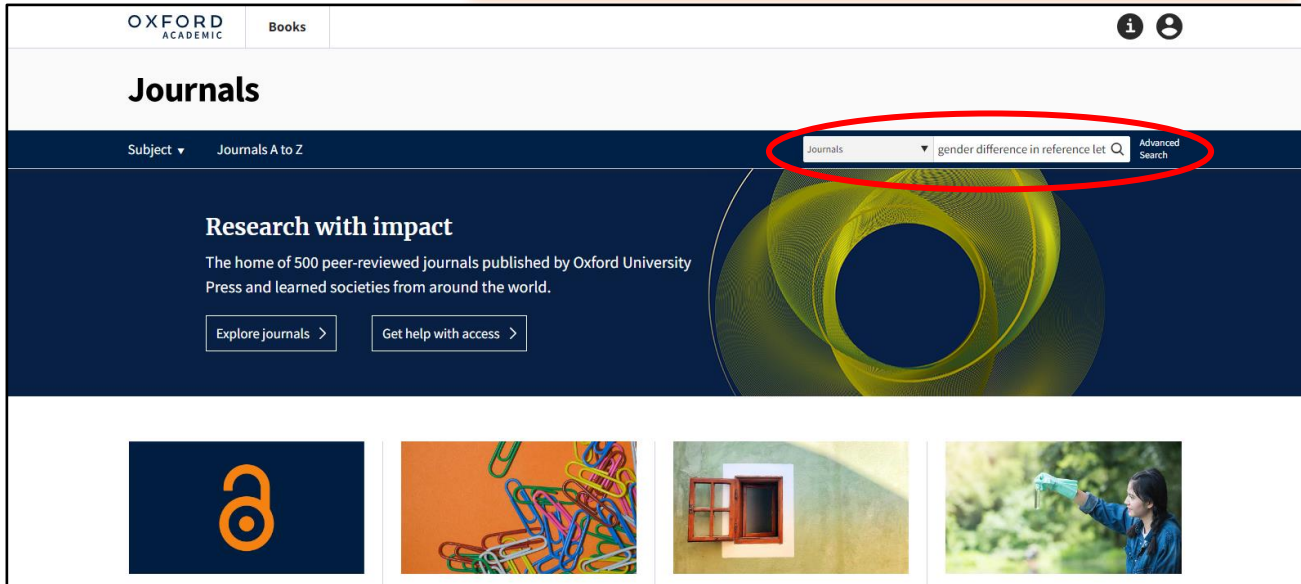 OXFORD
ACADEMIC
Books
i
Journals
Subject ▼
Journals A to Z
Journals ▼
gender difference in reference let
Advanced
Search
Research with impact
The home of 500 peer-reviewed journals published by Oxford University
Press and learned societies from around the world.
Explore journals >
Get help with access >